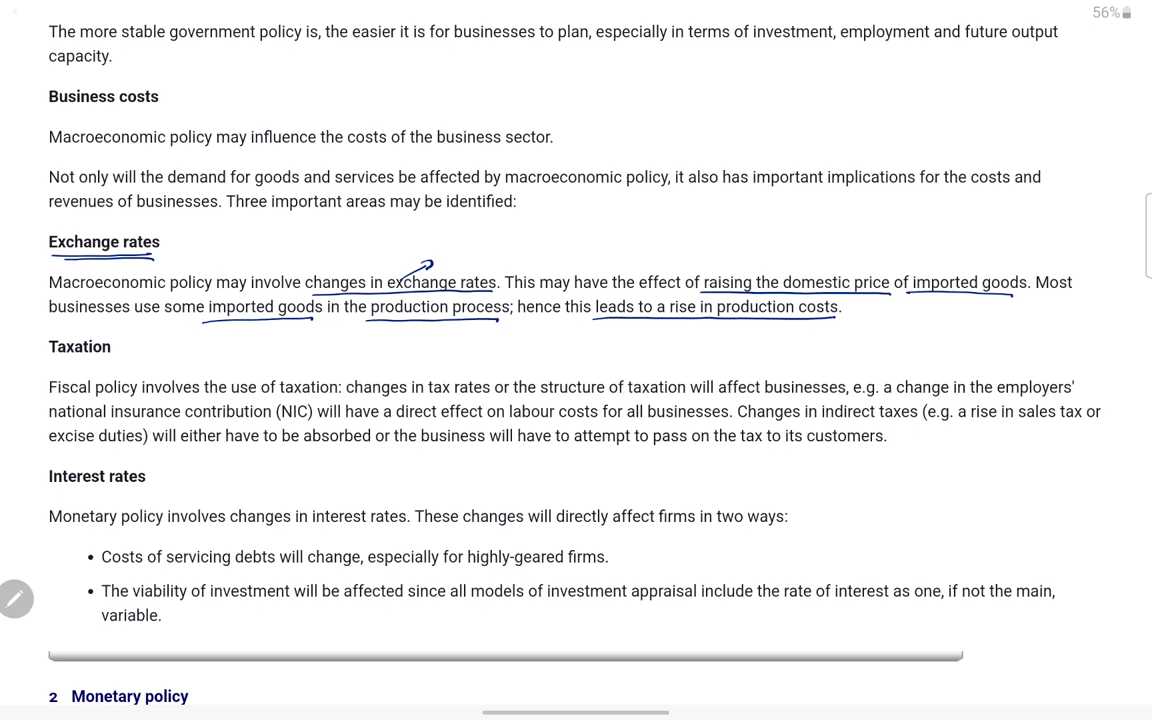 56%
The more stable government policy is, the easier it is for businesses to plan, especially in terms of investment, employment and future output
capacity.
Business costs
Macroeconomic policy may influence the costs of the business sector.
Not only will the demand for goods and services be affected by macroeconomic policy, it also has important implications for the costs and
revenues of businesses. Three important areas may be identified:
Exchange rates
Macroeconomic policy may involve changes in exchange rates. This may have the effect of raising the domestic price of imported goods. Most
businesses use some imported goods in the production process; hence this leads to a rise in production costs.
Taxation
Fiscal policy involves the use of taxation: changes in tax rates or the structure of taxation will affect businesses, e.g. a change in the employers'
national insurance contribution (NIC) will have a direct effect on labour costs for all businesses. Changes in indirect taxes (e.g. a rise in sales tax or
excise duties) will either have to be absorbed or the business will have to attempt to pass on the tax to its customers.
Interest rates
Monetary policy involves changes in interest rates. These changes will directly affect firms in two ways:
• Costs of servicing debts will change, especially for highly-geared firms.
• The viability of investment will be affected since all models of investment appraisal include the rate of interest as one, if not the main,
variable.
2 Monetary policy